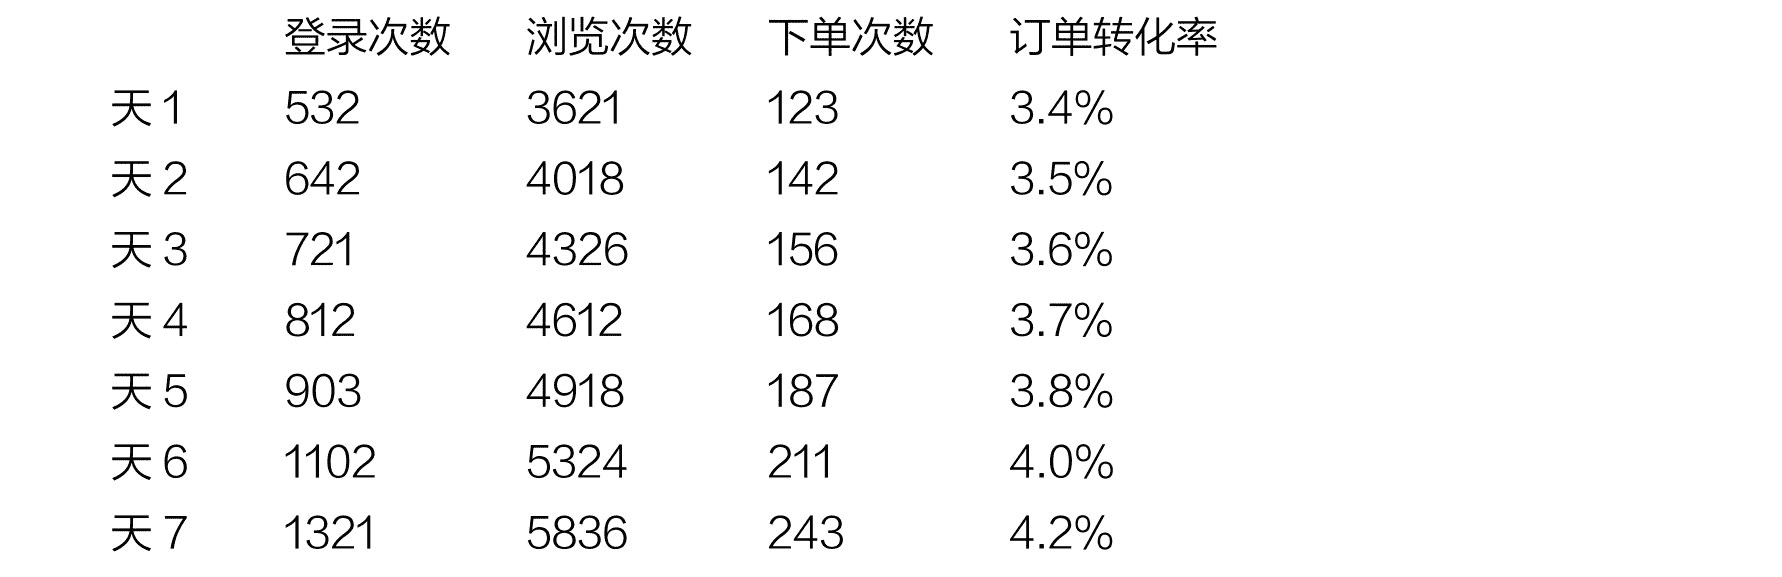 登录次数 浏览次数 下单次数 订单转化率
天1 532 3621 123 3.4%
天2 642 4018 142 3.5%
天3 721 4326 156 3.6%
天4 812 4612 168 3.7%
天5 903 4918 187 3.8%
天6 1102 5324 211 4.0%
天7 1321 5836 243 4.2%